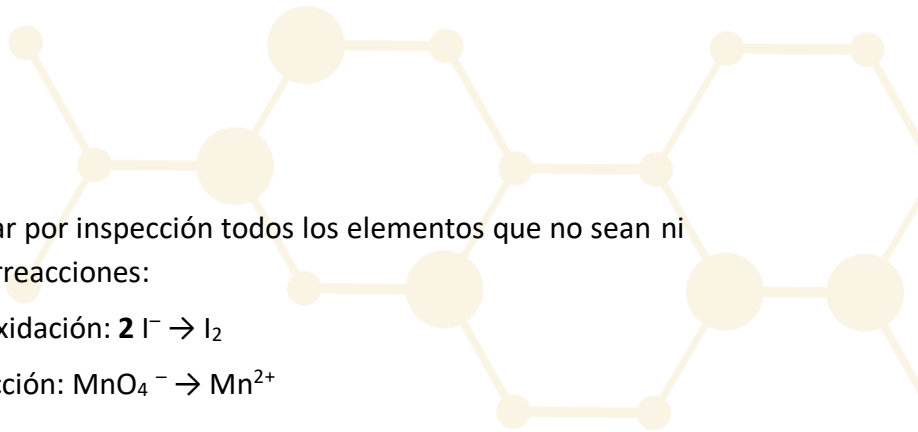 ar por inspección todos los elementos que no sean ni
rreacciones:
xidación: 2 I⁻ → I₂
cción: MnO₄ ⁻ → Mn²⁺